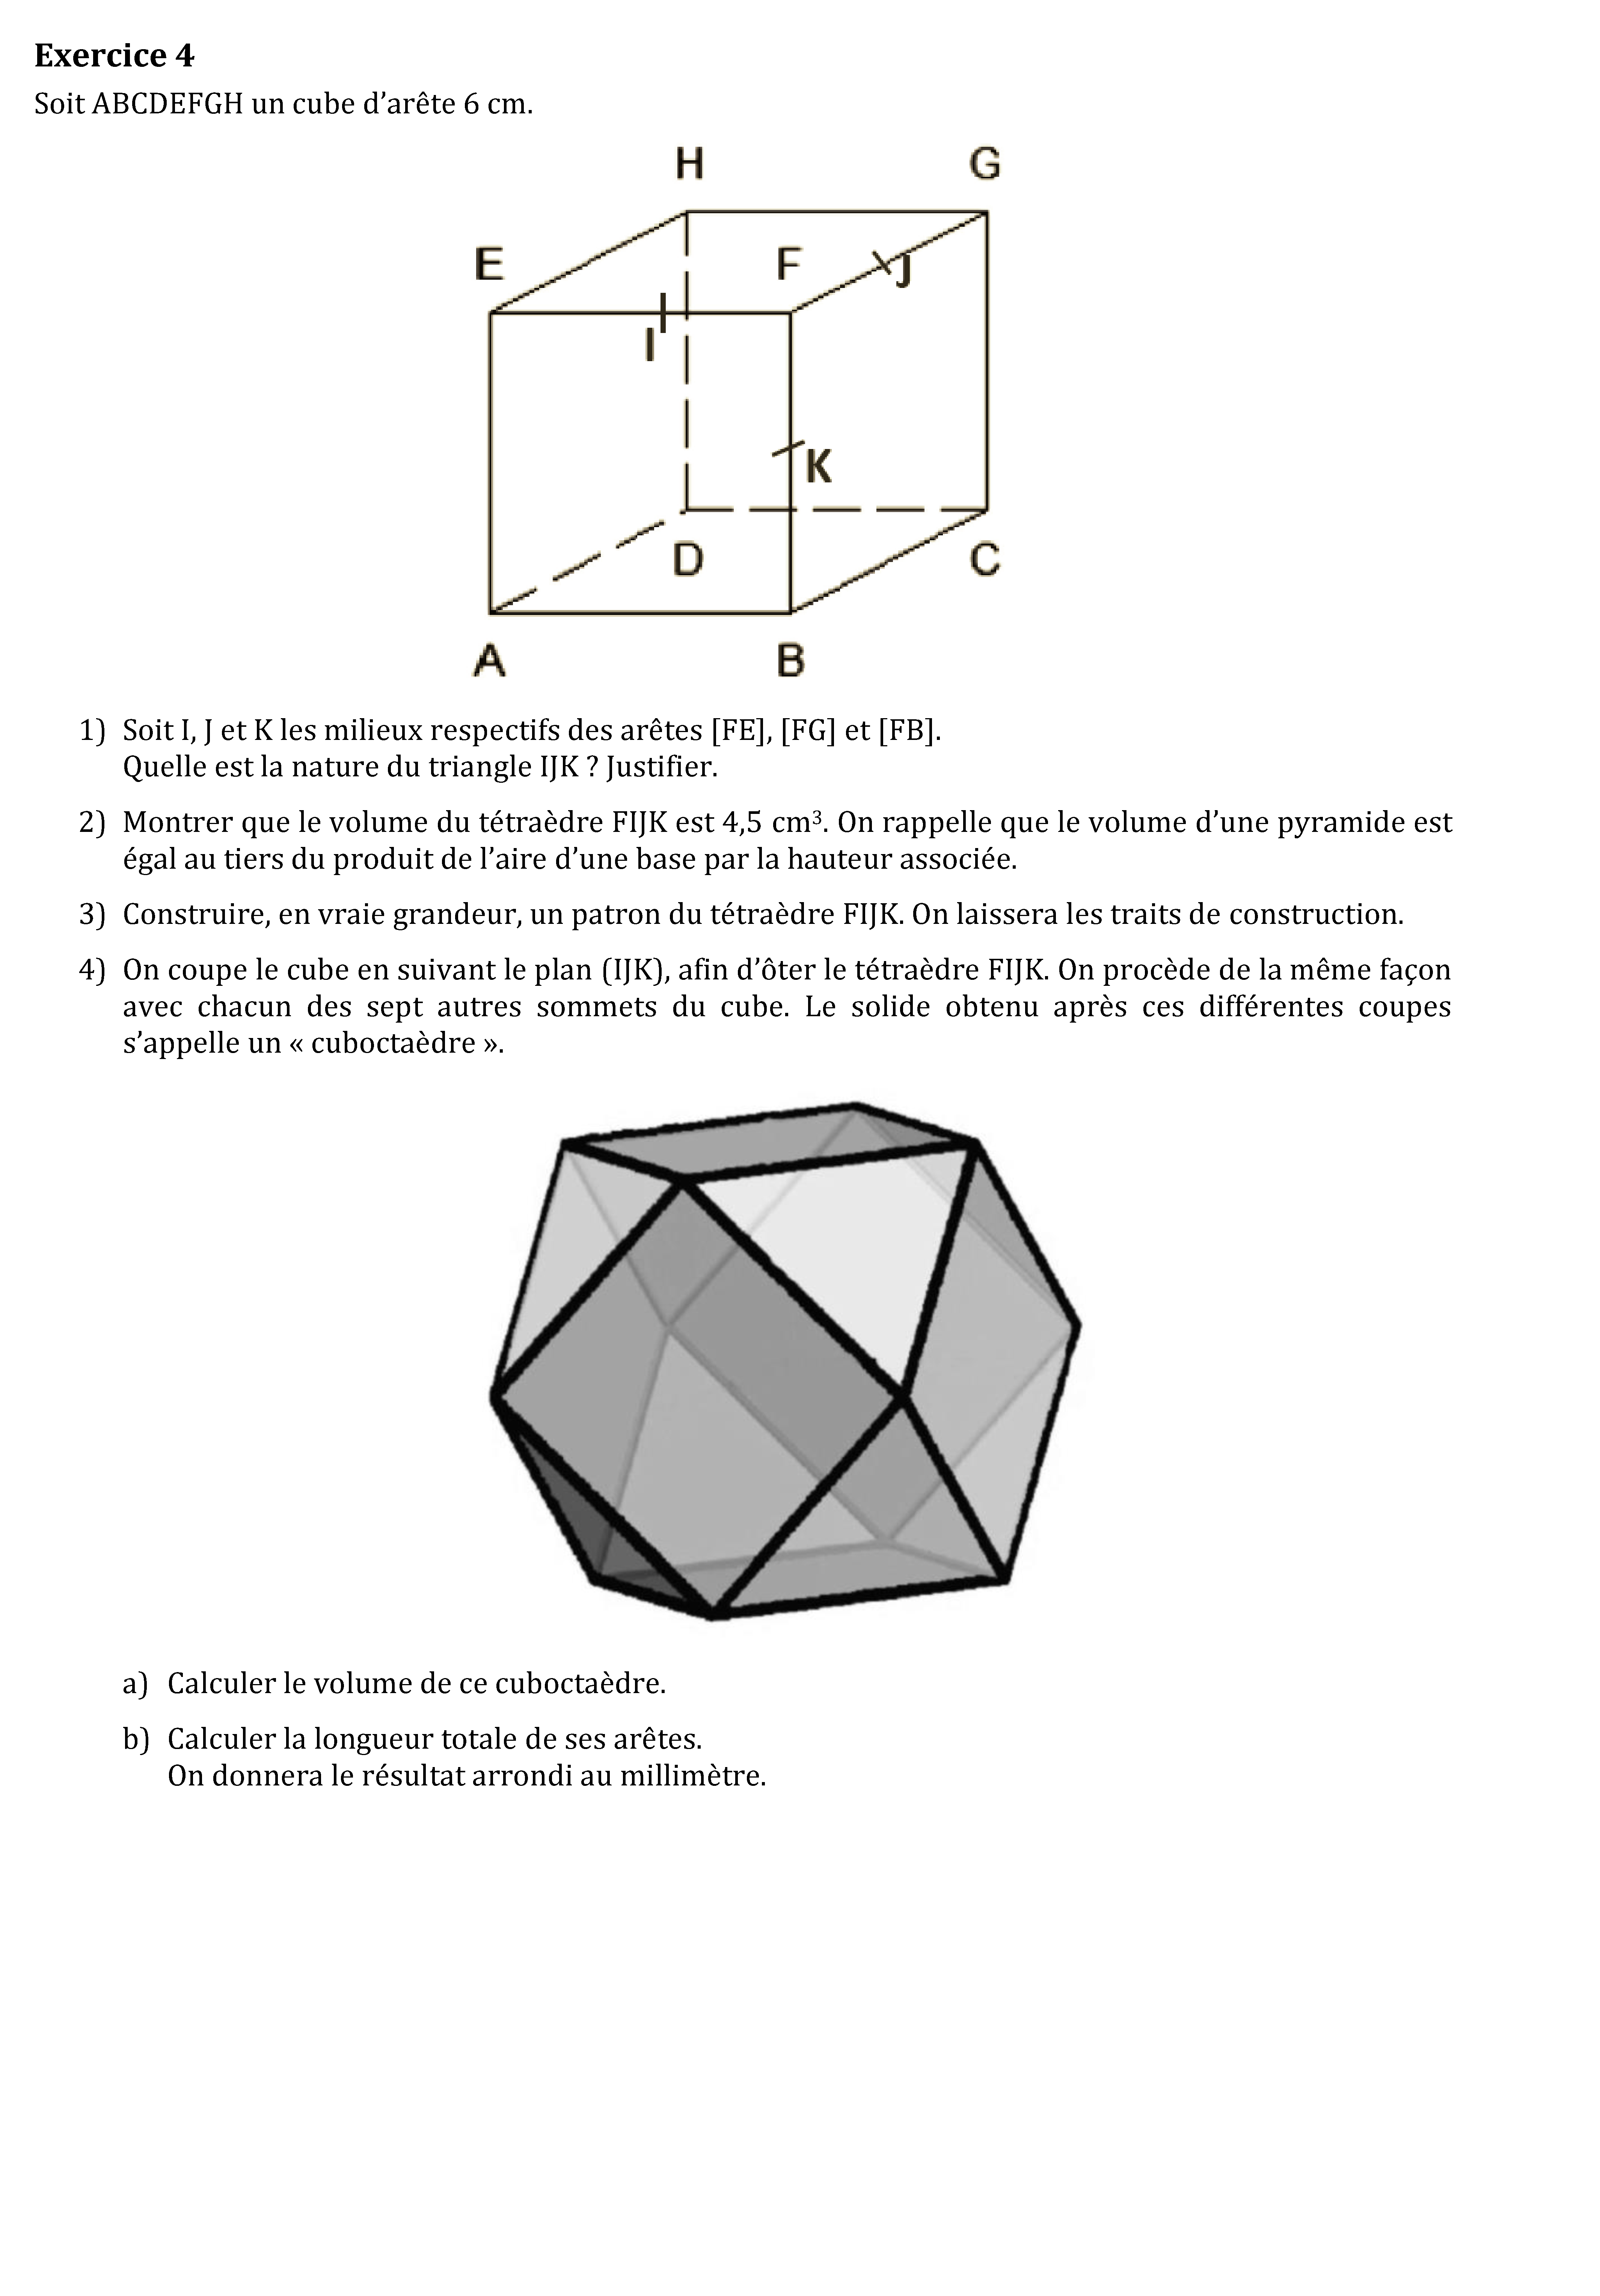 Exercice 4
Soit ABCDEFGH un cube d’arête 6 cm.
H G
E F J
I
K
D C
A B
1) Soit I, J et K les milieux respectifs des arêtes [FE], [FG] et [FB].
Quelle est la nature du triangle IJK ? Justifier.
2) Montrer que le volume du tétraèdre FIJK est 4,5 cm³. On rappelle que le volume d’une pyramide est
égal au tiers du produit de l’aire d’une base par la hauteur associée.
3) Construire, en vraie grandeur, un patron du tétraèdre FIJK. On laissera les traits de construction.
4) On coupe le cube en suivant le plan (IJK), afin d’ôter le tétraèdre FIJK. On procède de la même façon
avec chacun des sept autres sommets du cube. Le solide obtenu après ces différentes coupes
s’appelle un « cuboctaèdre ».
a) Calculer le volume de ce cuboctaèdre.
b) Calculer la longueur totale de ses arêtes.
On donnera le résultat arrondi au millimètre.